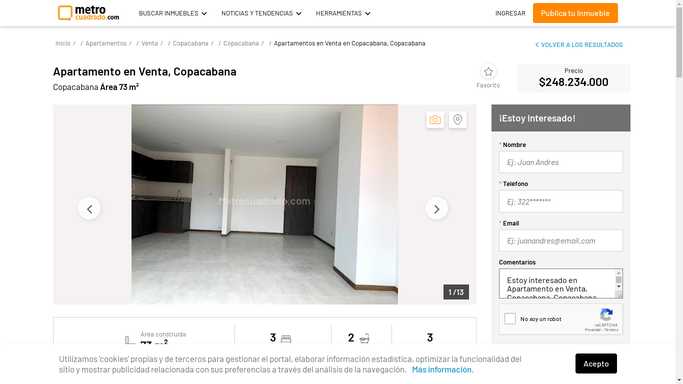 metro
cuadrado.com
BUSCAR INMUEBLES
NOTICIAS Y TENDENCIAS
HERRAMIENTAS
INGRESAR
Publica tu Inmueble
Inicio / / Apartamentos / / Venta / / Copacabana / / Copacabana / / Apartamentos en Venta en Copacabana, Copacabana
VOLVER A LOS RESULTADOS
Apartamento en Venta, Copacabana
Copacabana Área 73 m²
Favorito
Precio
$248.234.000
Metrocuadrado.com
1 /13
¡Estoy Interesado!
* Nombre
Ej: Juan Andres
* Telefono
Ej: 322*******
* Email
Ej: juanandres@email.com
Comentarios
Estoy interesado en
Apartamento en Venta,
Copacabana, Copacabana
No soy un robot
reCAPTCHA
Privacidad - Términos
Área construida
73 m²
3
2
3
Utilizamos 'cookies' propias y de terceros para gestionar el portal, elaborar información estadística, optimizar la funcionalidad del
sitio y mostrar publicidad relacionada con sus preferencias a través del análisis de la navegación. Más información.
Acepto